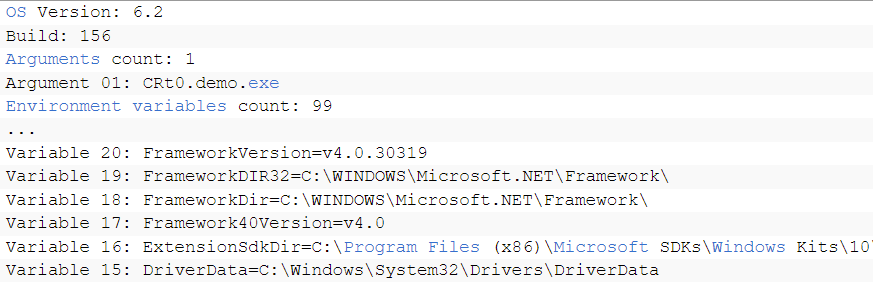 OS Version: 6.2
Build: 156
Arguments count: 1
Argument 01: CRt0.demo.exe
Environment variables count: 99
...
Variable 20: FrameworkVersion=v4.0.30319
Variable 19: FrameworkDIR32=C:\WINDOWS\Microsoft.NET\Framework\
Variable 18: FrameworkDir=C:\WINDOWS\Microsoft.NET\Framework\
Variable 17: Framework40Version=v4.0
Variable 16: ExtensionSdkDir=C:\Program Files (x86)\Microsoft SDKs\Windows Kits\10
Variable 15: DriverData=C:\Windows\System32\Drivers\DriverData